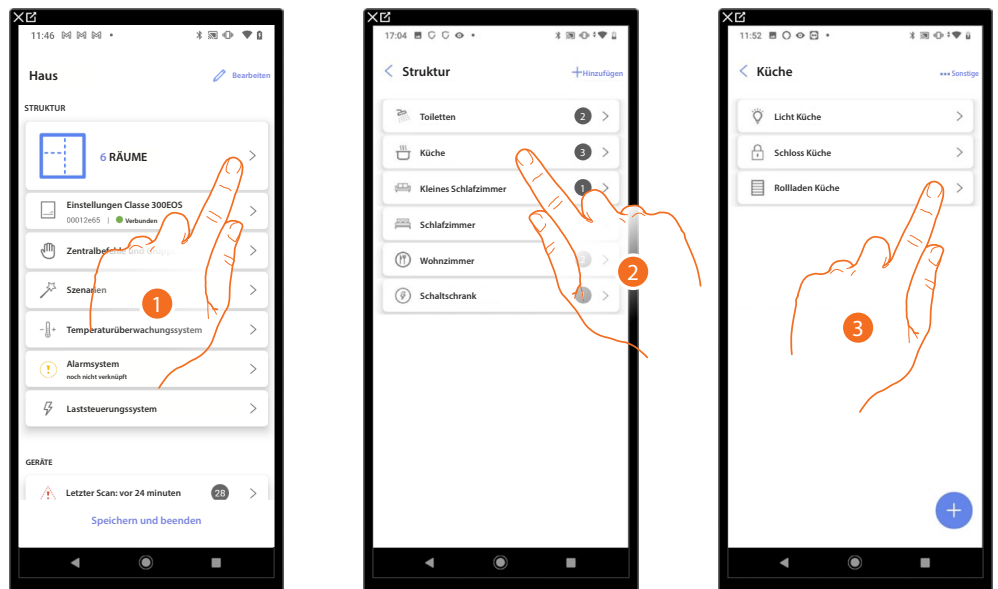 11:46
Haus
Bearbeiten
STRUKTUR
6 RÄUME
Einstellungen Classe 300EOS
00012e65 | Verbunden
Zentralbefehle und
Szenarien
Temperaturüberwachungssystem
Alarmsystem
noch nicht verknüpft
Laststeuerungssystem
GERÄTE
Letzter Scan: vor 24 minuten 28
Speichern und beenden
1
17:04
Struktur
+Hinzufügen
Toiletten 2
Küche 3
Kleines Schlafzimmer 1
Schlafzimmer
Wohnzimmer 2
Schaltschrank
2
11:52
Küche
••• Sonstige
Licht Küche
Schloss Küche
Rollladen Küche
3
+